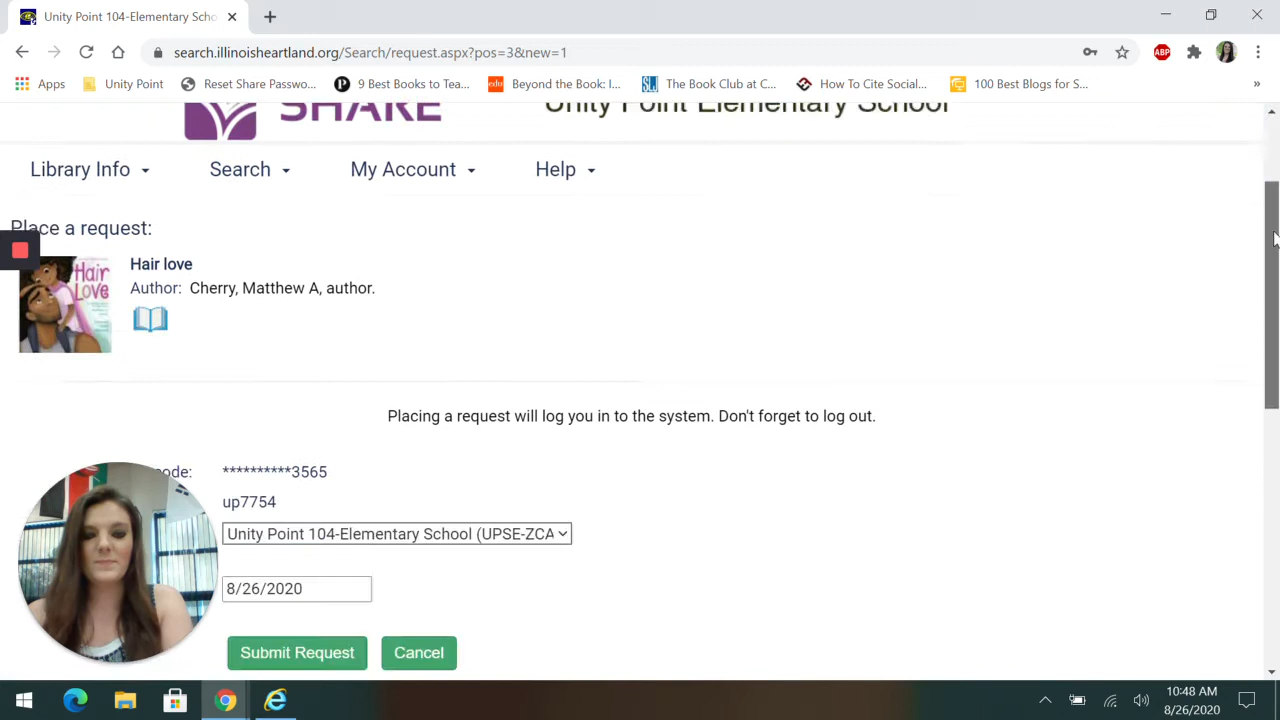 Unity Point 104-Elementary Scho
search.illinoisheartland.org/Search/request.aspx?pos=3&new=1
ABP
Apps
Unity Point
Reset Share Passwo...
9 Best Books to Tea...
edu
Beyond the Book: I...
The Book Club at C...
How To Cite Social...
100 Best Blogs for S...
»
SHARE
Unity Point Elementary School
Library Info
Search
My Account
Help
Place a request:
Hair Love
Hair love
Author: Cherry, Matthew A, author.
Placing a request will log you in to the system. Don't forget to log out.
ode: **********3565
up7754
Unity Point 104-Elementary School (UPSE-ZCA
8/26/2020
Submit Request
Cancel
10:48 AM
8/26/2020